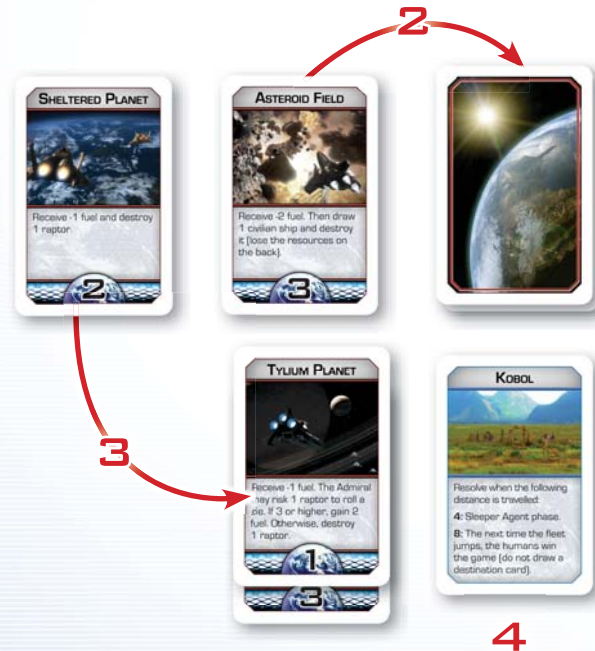 2
Sheltered Planet
Receive -1 fuel and destroy
1 raptor.
2
Asteroid Field
Receive -2 fuel. Then draw
1 civilian ship and destroy
it (lose the resources on
the back).
3
3
Tylium Planet
Receive -1 fuel. The Admiral
may risk 1 raptor to roll a
die. If 3 or higher, gain 2
fuel. Otherwise, destroy
1 raptor.
1
3
Kobol
Resolve when the following
distance is travelled:
4: Sleeper Agent phase.
8: The next time the fleet
jumps, the humans win
the game (do not draw a
destination card).
4